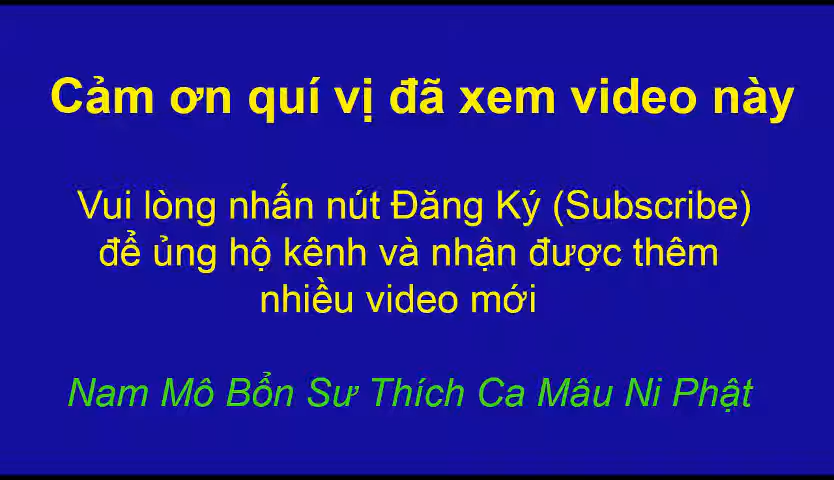 Cảm ơn quí vị đã xem video này
Vui lòng nhấn nút Đăng Ký (Subscribe)
để ủng hộ kênh và nhận được thêm
nhiều video mới
Nam Mô Bổn Sư Thích Ca Mâu Ni Phật